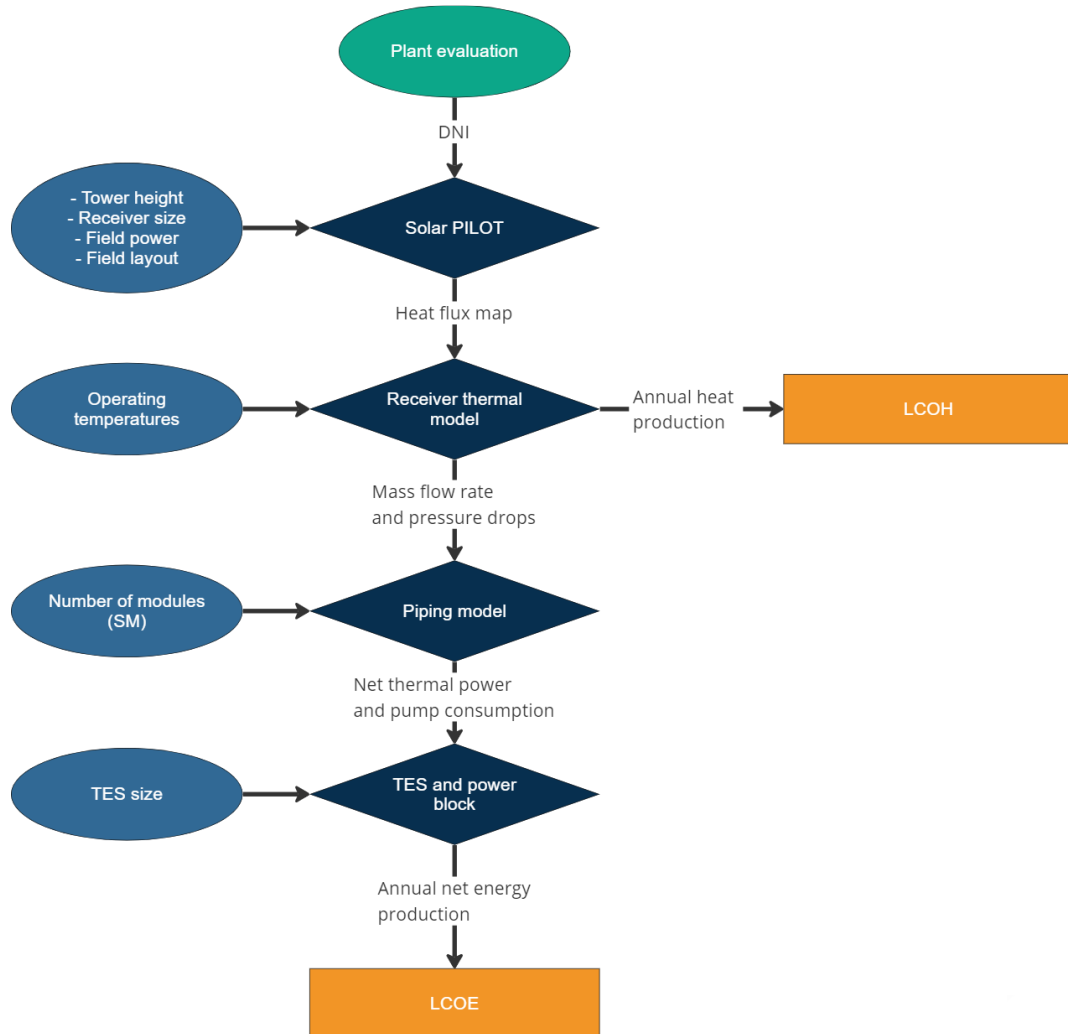 Plant evaluation
DNI
- Tower height
- Receiver size
- Field power
- Field layout
Solar PILOT
Heat flux map
Operating
temperatures
Receiver thermal
model
Annual heat
production
LCOH
Mass flow rate
and pressure drops
Number of modules
(SM)
Piping model
Net thermal power
and pump consumption
TES size
TES and power
block
Annual net energy
production
LCOE